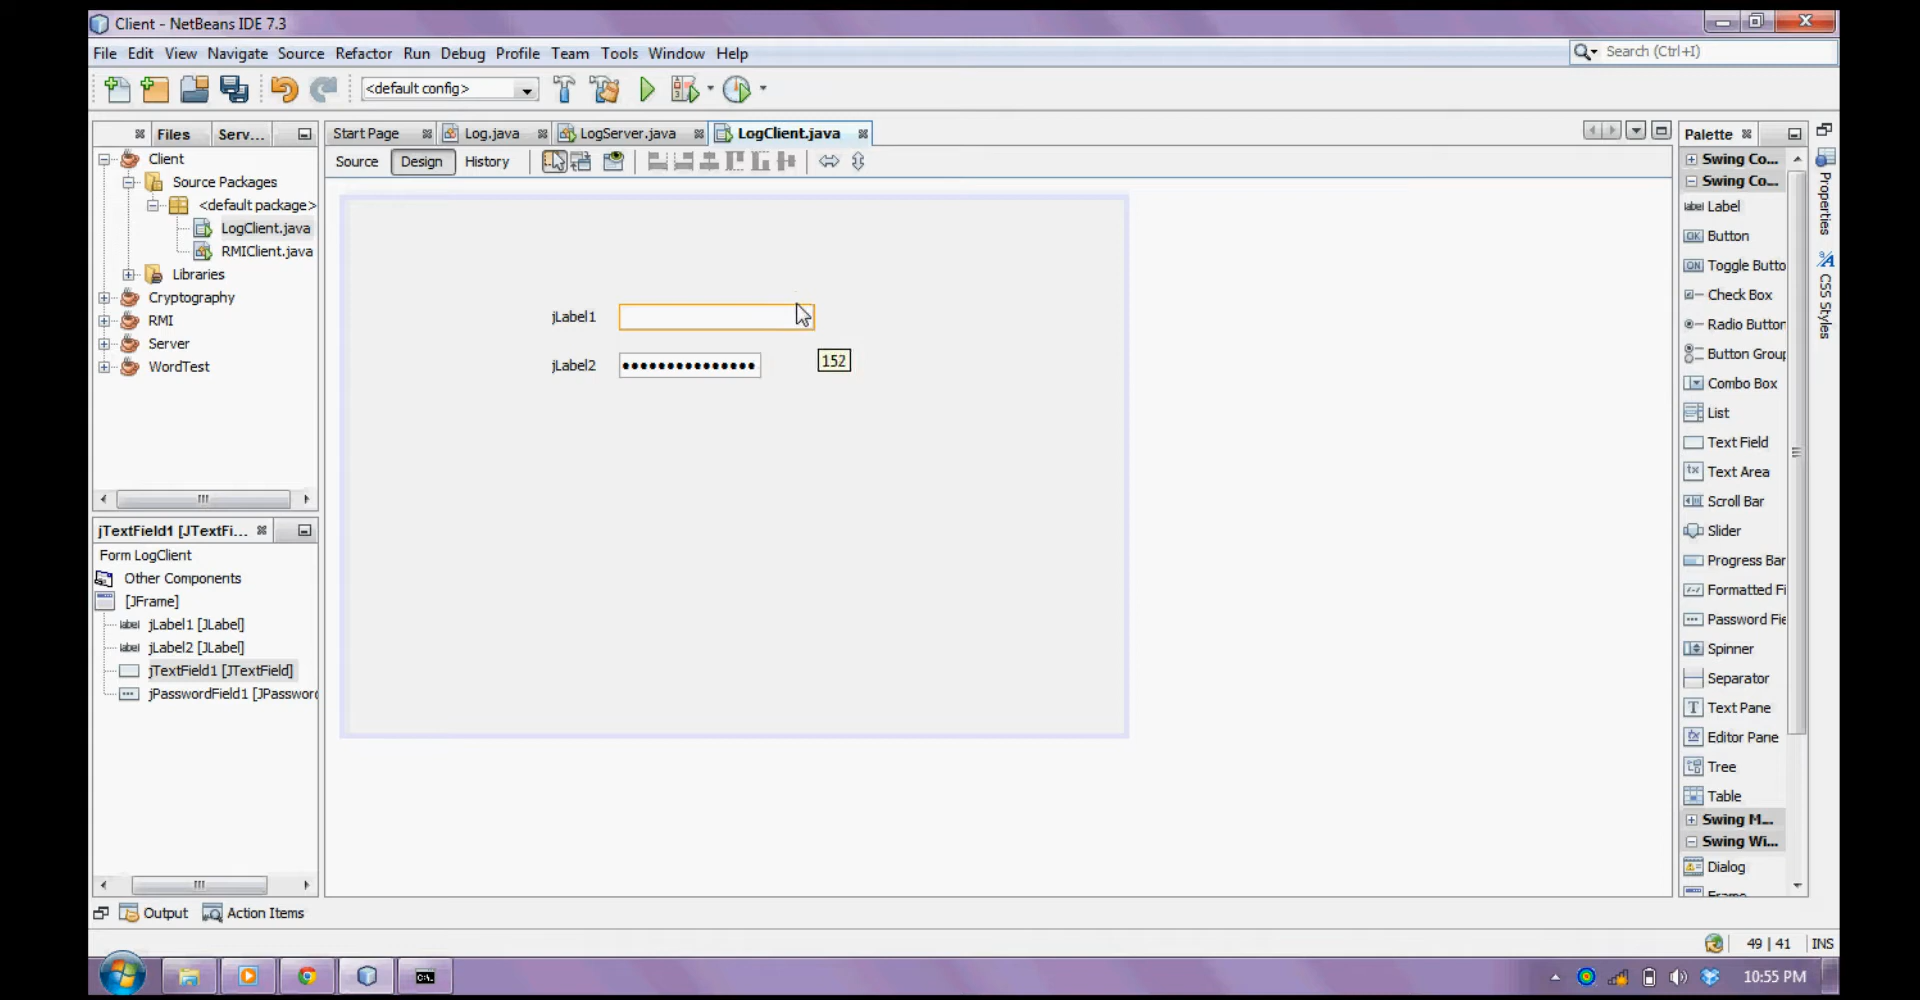 Client - NetBeans IDE 7.3
File Edit View Navigate Source Refactor Run Debug Profile Team Tools Window Help
Search (Ctrl+I)
<default config>
Files Serv...
Start Page Log.java LogServer.java LogClient.java
Palette
Source Design History
Client
Source Packages
<default package>
LogClient.java
RMIClient.java
Libraries
Cryptography
RMI
Server
WordTest
jLabel1
jLabel2
152
jTextField1 [JTextFi...
Form LogClient
Other Components
[JFrame]
jLabel1 [JLabel]
jLabel2 [JLabel]
jTextField1 [JTextField]
jPasswordField1 [JPassword
Swing Co...
Swing Co...
Label
Button
Toggle Butto
Check Box
Radio Button
Button Group
Combo Box
List
Text Field
Text Area
Scroll Bar
Slider
Progress Bar
Formatted Fi
Password Fie
Spinner
Separator
Text Pane
Editor Pane
Tree
Table
Swing M...
Swing Wi...
Dialog
Properties
CSS Styles
Output Action Items
49 | 41 INS
10:55 PM